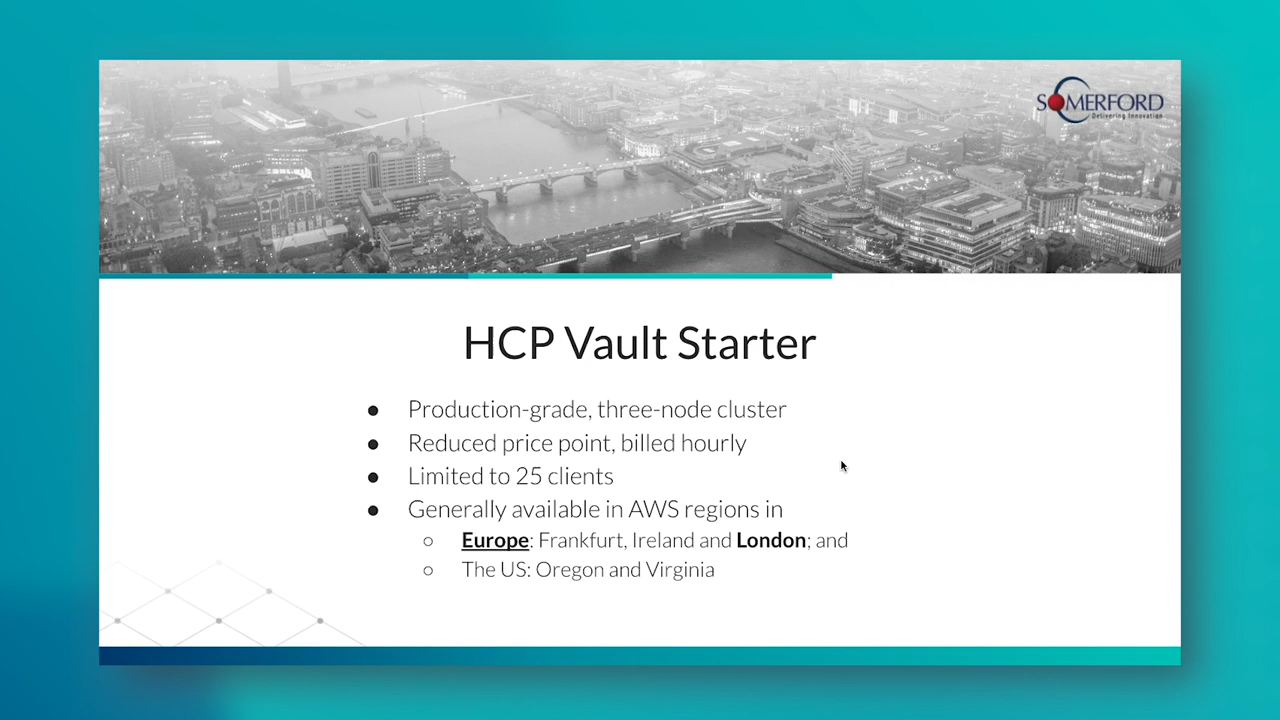 SOMERFORD
Delivering Innovation
HCP Vault Starter
● Production-grade, three-node cluster
● Reduced price point, billed hourly
● Limited to 25 clients
● Generally available in AWS regions in
○ Europe: Frankfurt, Ireland and London; and
○ The US: Oregon and Virginia